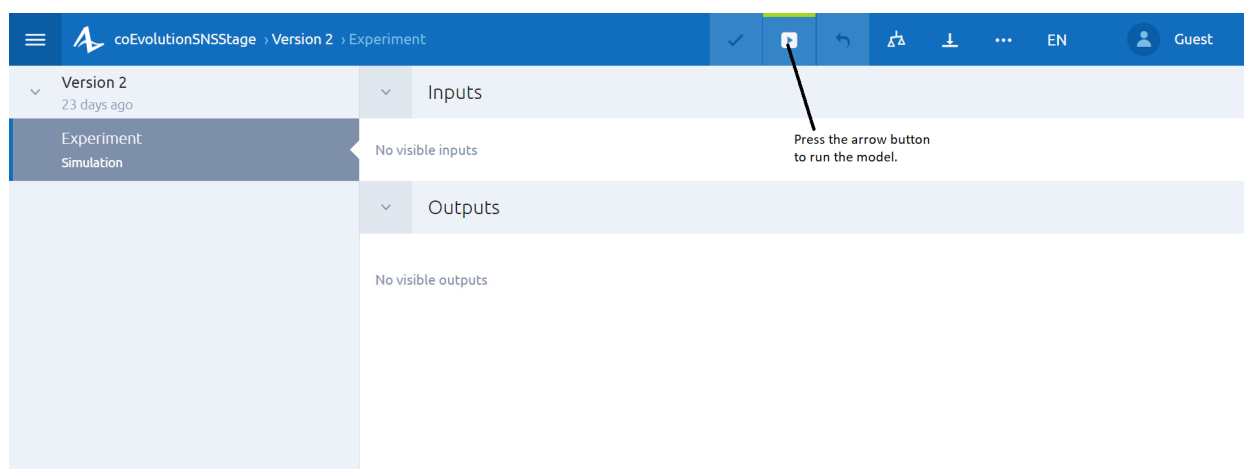 coEvolutionSNSStage › Version 2 › Experiment
EN
Guest
Version 2
23 days ago
Experiment
Simulation
Inputs
No visible inputs
Press the arrow button
to run the model.
Outputs
No visible outputs